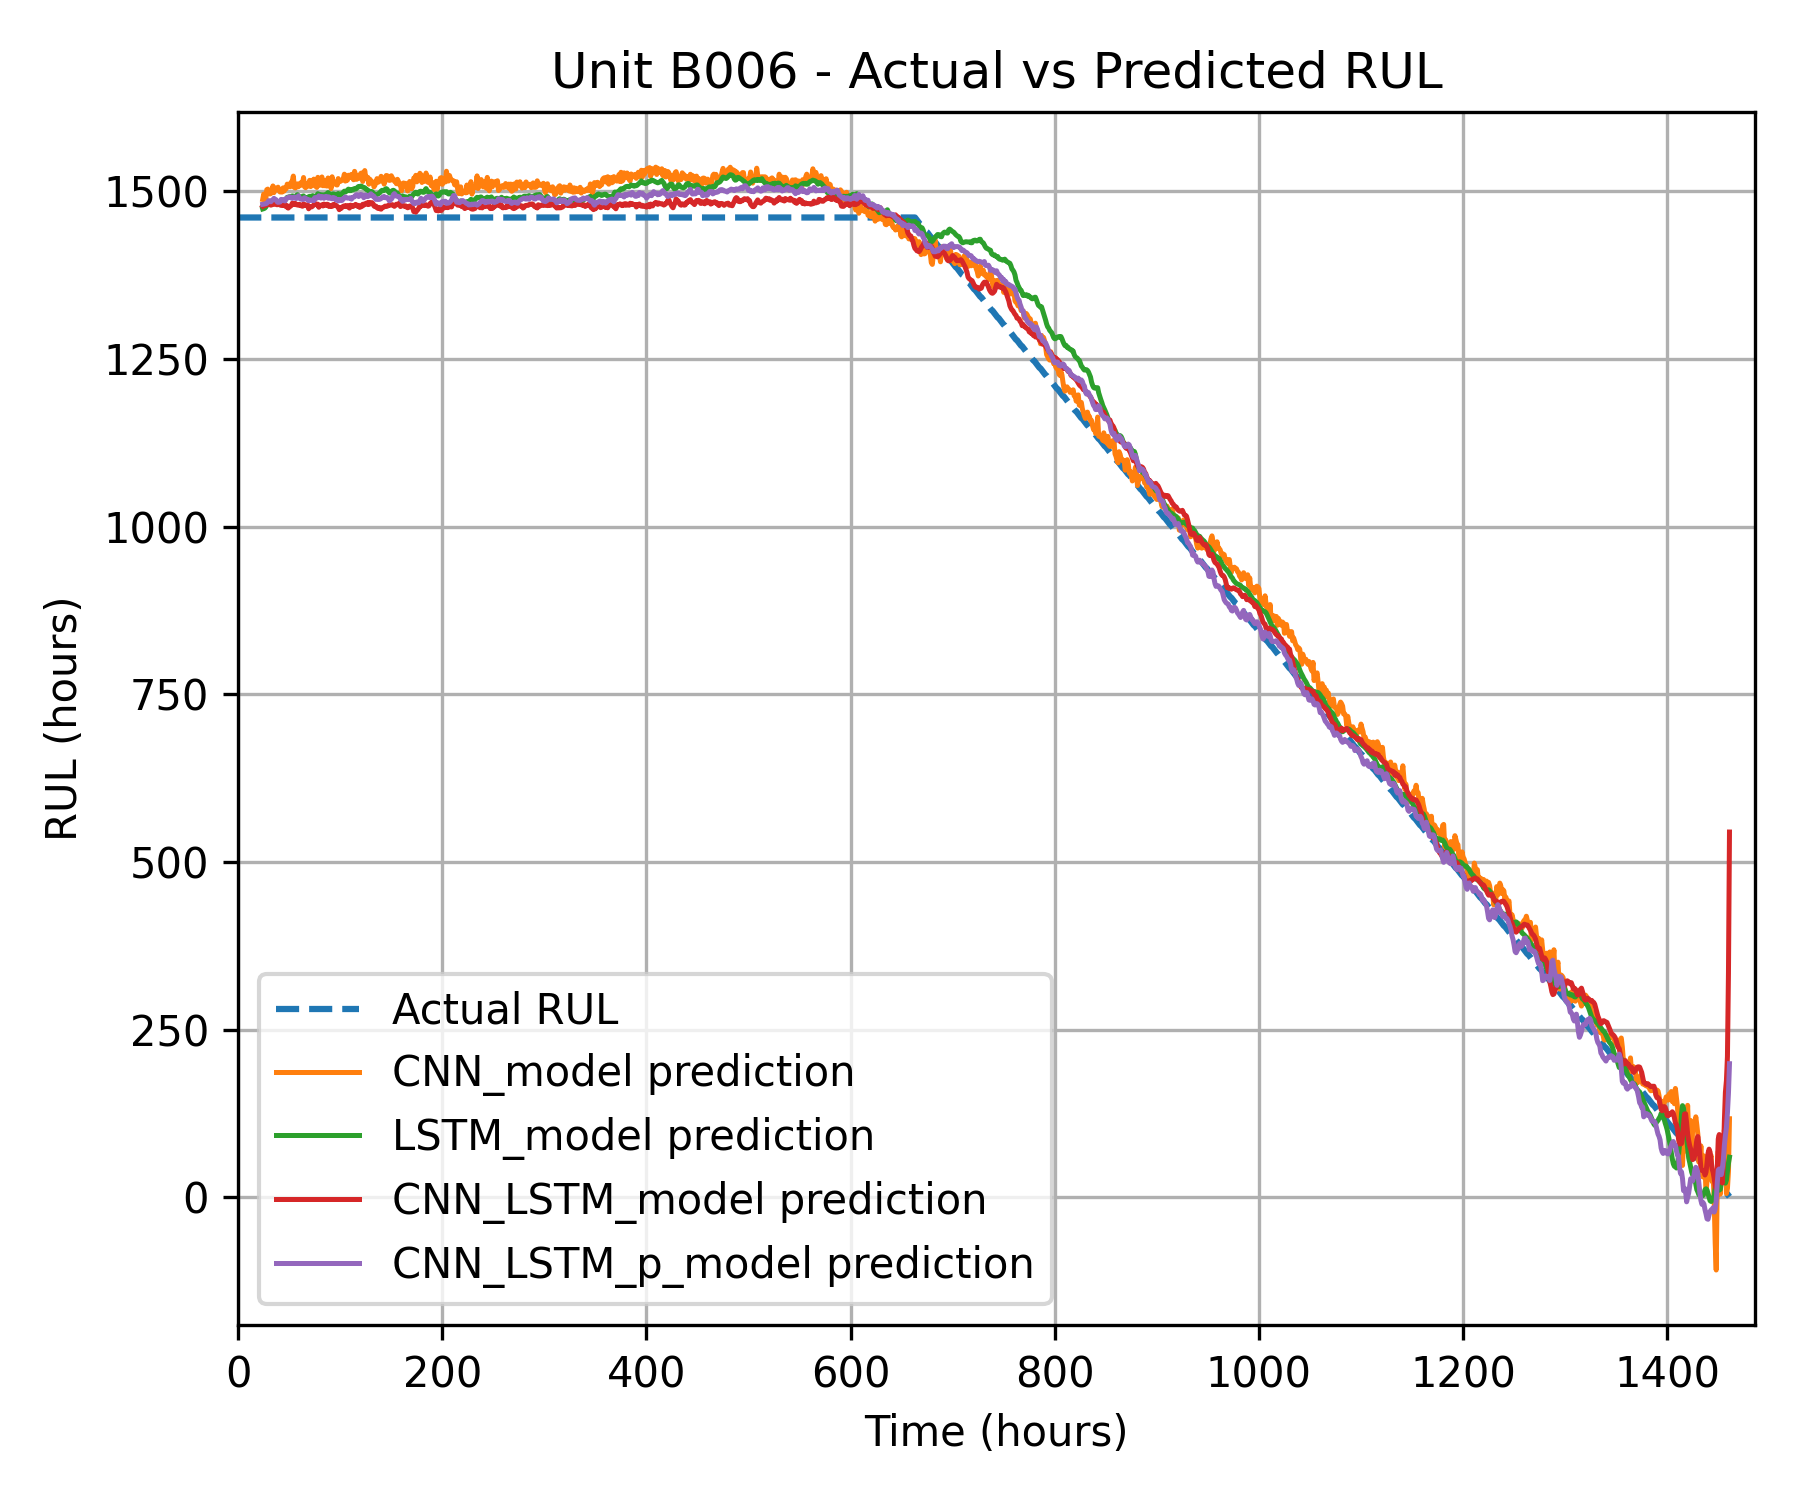 Unit B006 - Actual vs Predicted RUL
1500
1250
1000
750
500
250
0
RUL (hours)
Actual RUL
CNN_model prediction
LSTM_model prediction
CNN_LSTM_model prediction
CNN_LSTM_p_model prediction
0 200 400 600 800 1000 1200 1400
Time (hours)